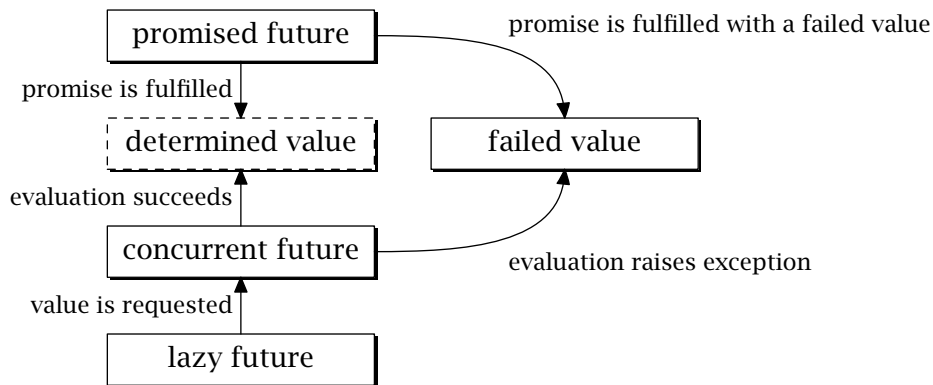 promised future
promise is fulfilled with a failed value
promise is fulfilled
determined value
failed value
evaluation succeeds
concurrent future
evaluation raises exception
value is requested
lazy future